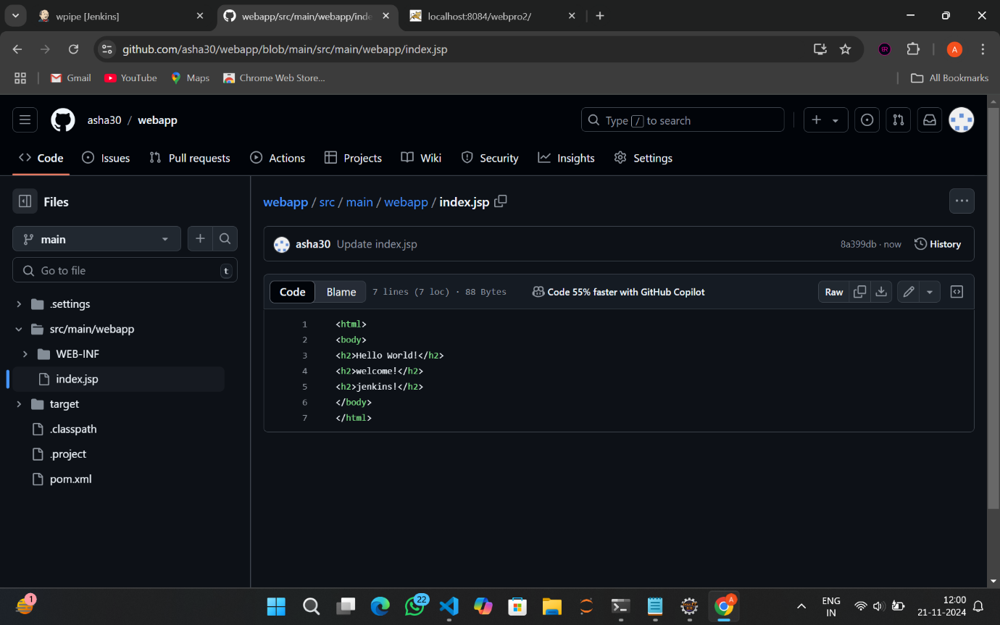 wpipe [Jenkins]
webapp/src/main/webapp/inde
localhost:8084/webpro2/
github.com/asha30/webapp/blob/main/src/main/webapp/index.jsp
A
Gmail
YouTube
Maps
Chrome Web Store...
All Bookmarks
asha30 / webapp
Type / to search
Code
Issues
Pull requests
Actions
Projects
Wiki
Security
Insights
Settings
Files
main
Go to file
t
.settings
src/main/webapp
WEB-INF
index.jsp
target
.classpath
.project
pom.xml
webapp / src / main / webapp / index.jsp
asha30 Update index.jsp
8a399db · now
History
Code
Blame
7 lines (7 loc) · 88 Bytes
Code 55% faster with GitHub Copilot
Raw
1 <html>
2 <body>
3 <h2>Hello World!</h2>
4 <h2>welcome!</h2>
5 <h2>jenkins!</h2>
6 </body>
7 </html>
1
22
A
ENG
IN
12:00
21-11-2024